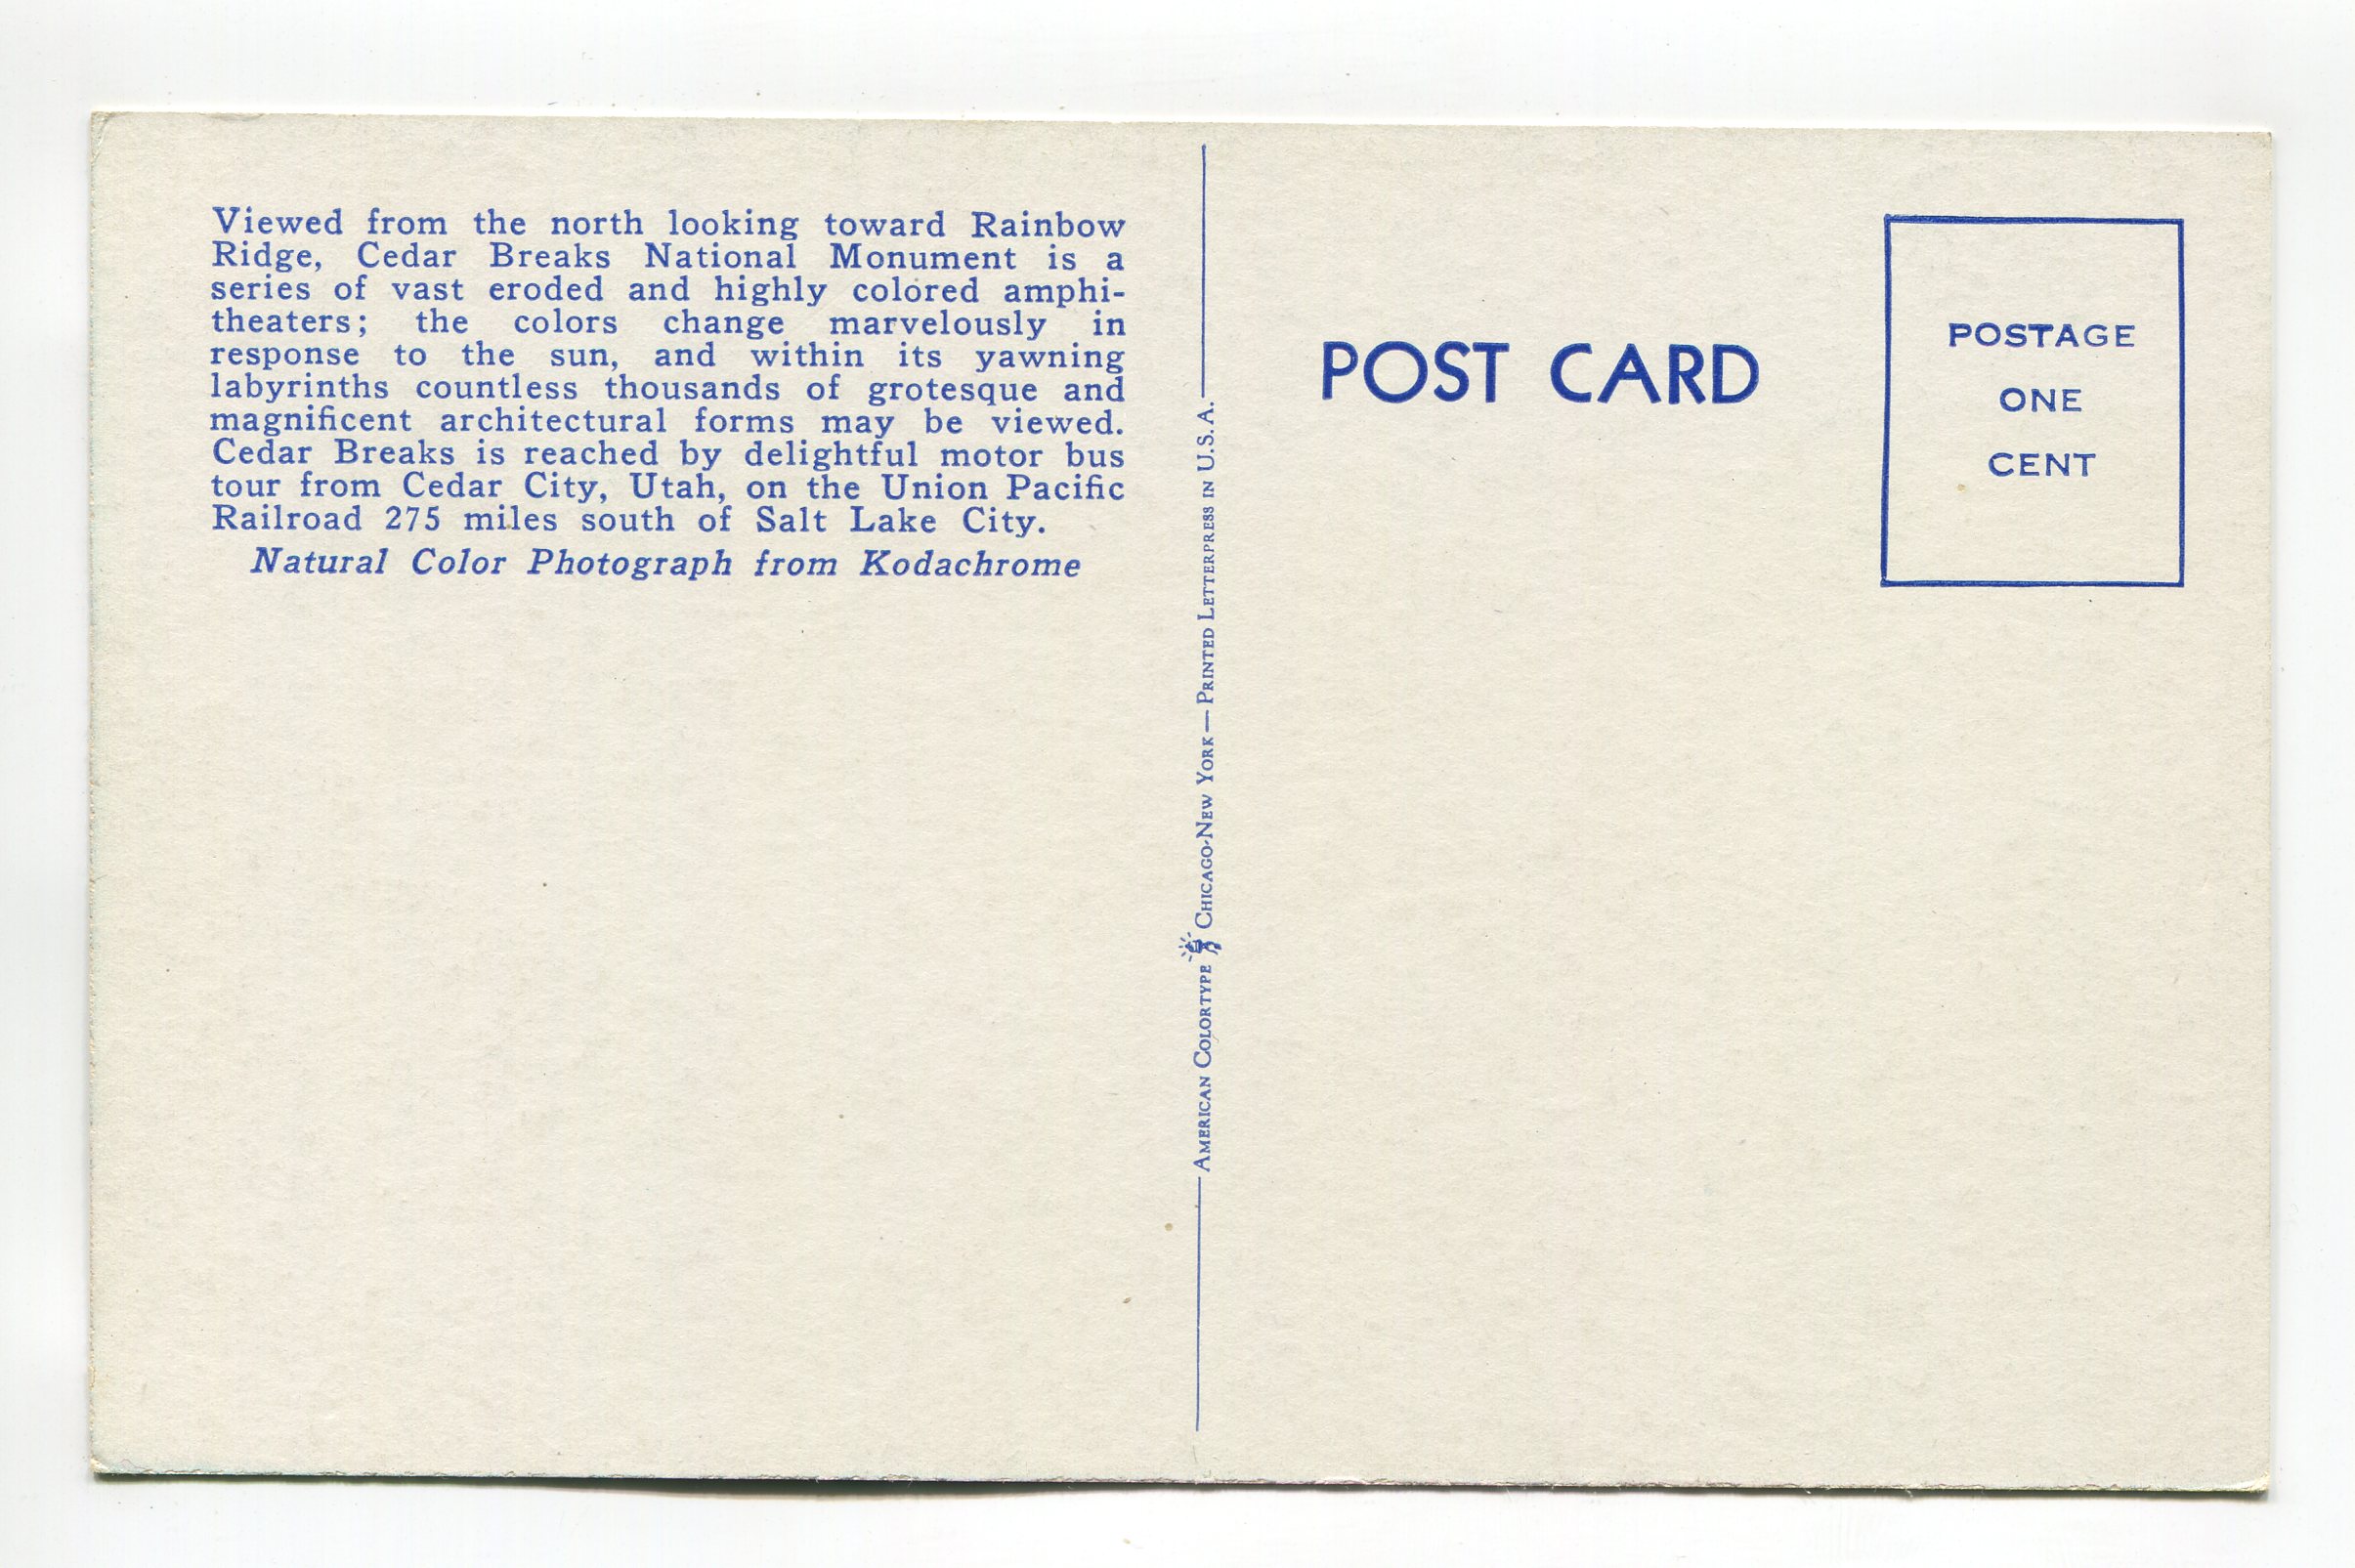 Viewed from the north looking toward Rainbow
Ridge, Cedar Breaks National Monument is a
series of vast eroded and highly colored amphi-
theaters; the colors change marvelously in
response to the sun, and within its yawning
labyrinths countless thousands of grotesque and
magnificent architectural forms may be viewed.
Cedar Breaks is reached by delightful motor bus
tour from Cedar City, Utah, on the Union Pacific
Railroad 275 miles south of Salt Lake City.
Natural Color Photograph from Kodachrome
American Colortype Chicago-New York — Printed Letterpress in U.S.A.
POST CARD
POSTAGE
ONE
CENT